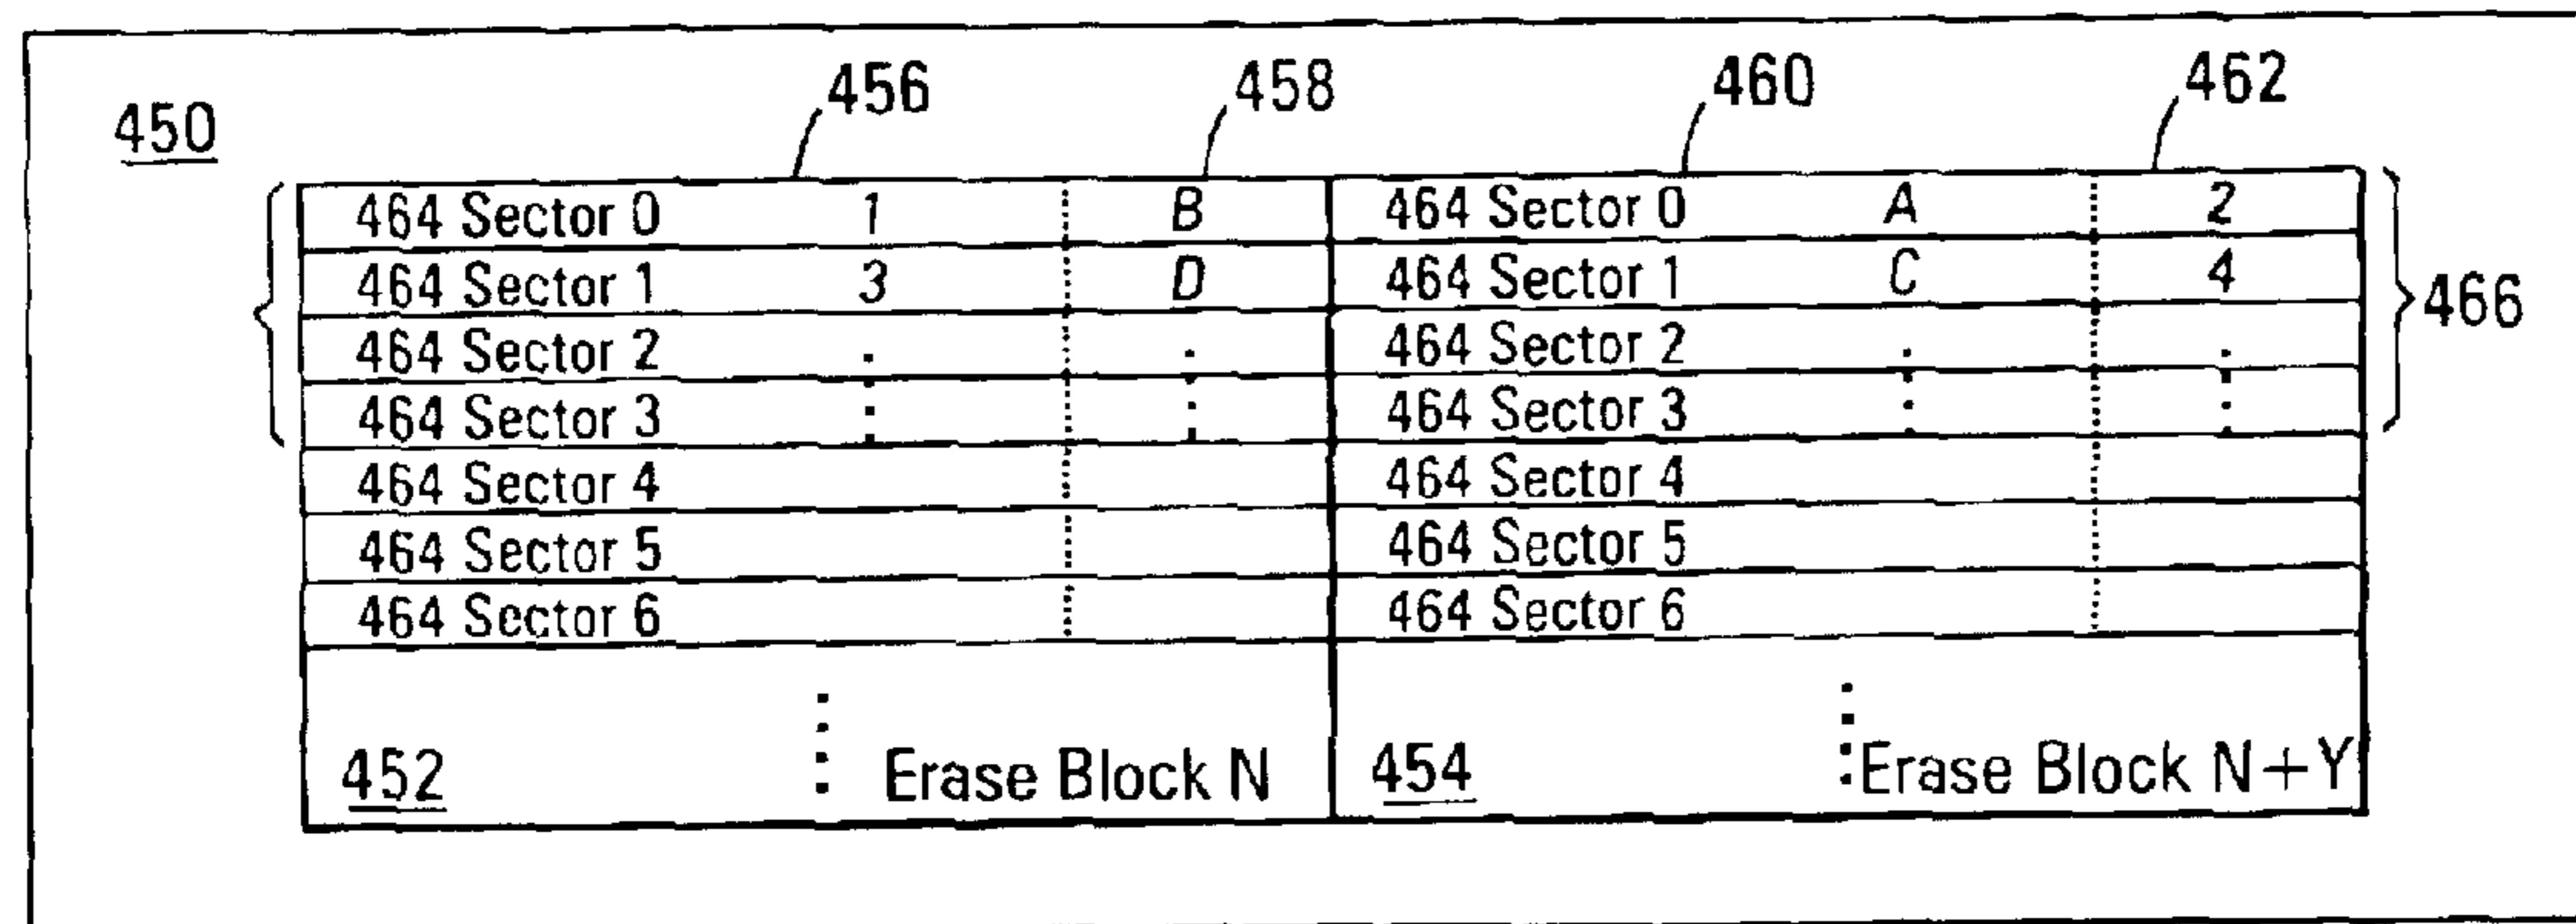 450 456 458 460 462
464 Sector 0 1 B 464 Sector 0 A 2
464 Sector 1 3 D 464 Sector 1 C 4
466
464 Sector 2 464 Sector 2
464 Sector 3 464 Sector 3
464 Sector 4 464 Sector 4
464 Sector 5 464 Sector 5
464 Sector 6 464 Sector 6
452 Erase Block N 454 Erase Block N+Y